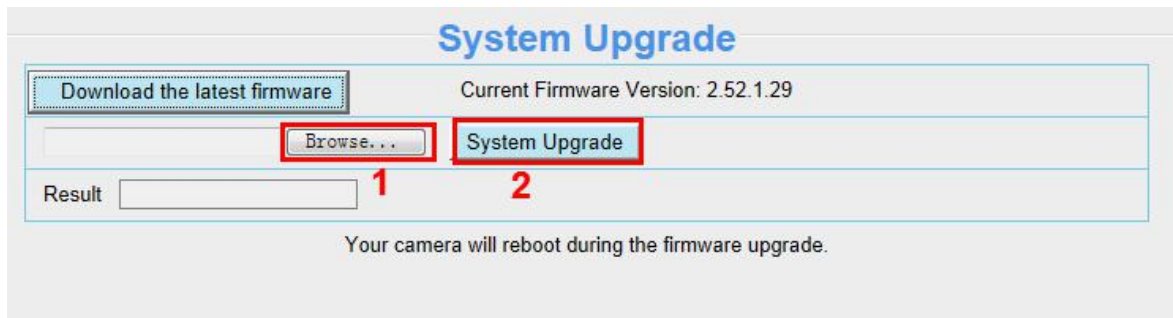 System Upgrade
Download the latest firmware
Current Firmware Version: 2.52.1.29
Browse...
System Upgrade
1
2
Result
Your camera will reboot during the firmware upgrade.